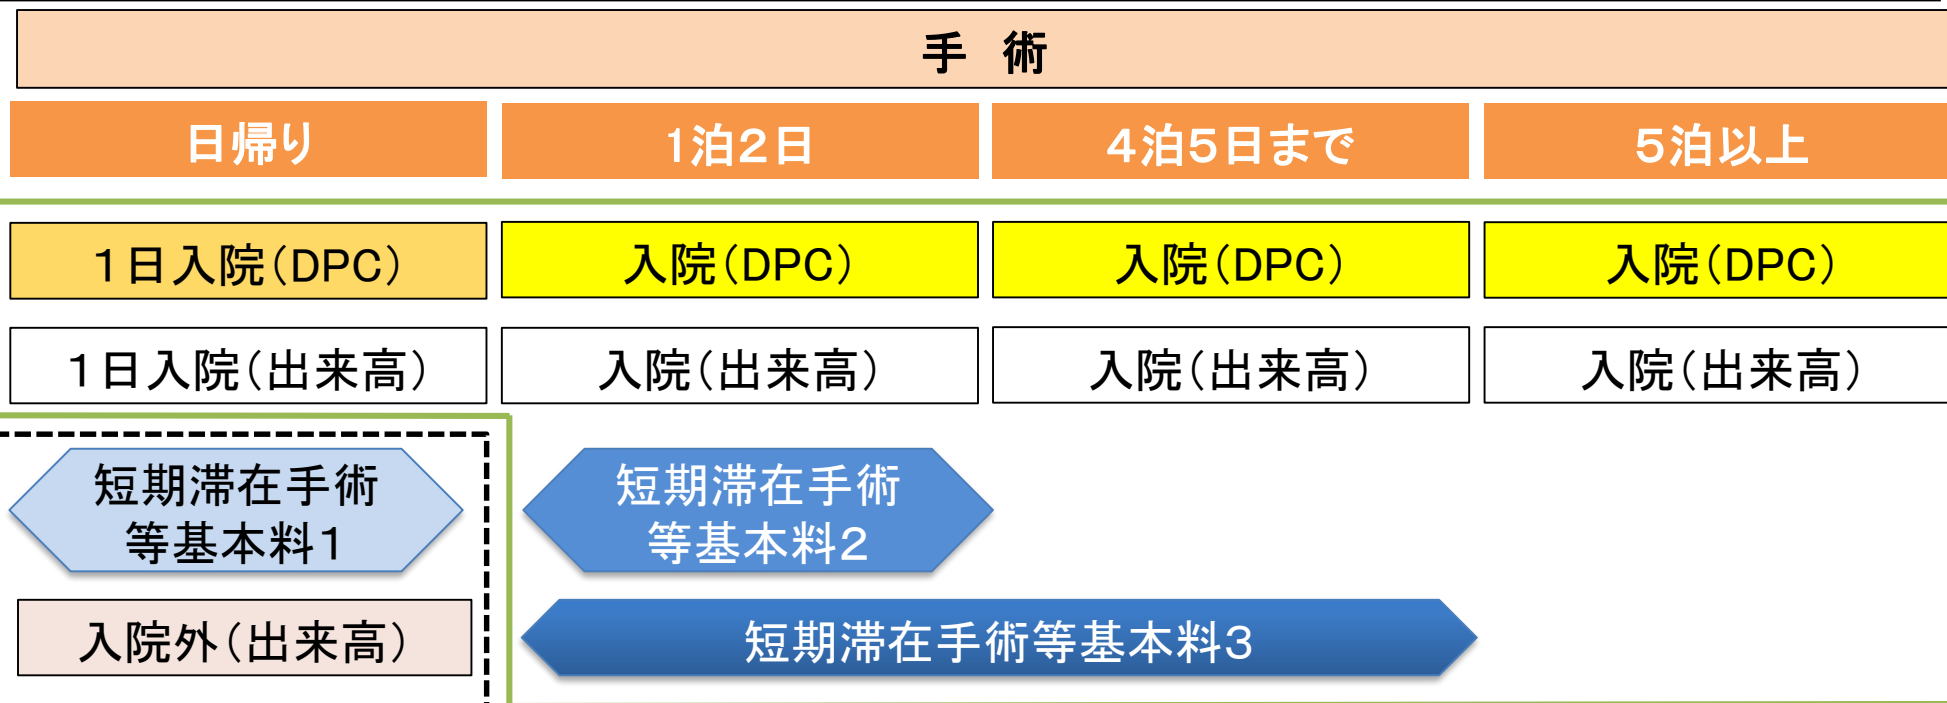 手 術
日帰り
1泊2日
4泊5日まで
5泊以上
1日入院(DPC)
入院(DPC)
入院(DPC)
入院(DPC)
1日入院(出来高)
入院(出来高)
入院(出来高)
入院(出来高)
短期滞在手術
等基本料1
短期滞在手術
等基本料2
入院外(出来高)
短期滞在手術等基本料3